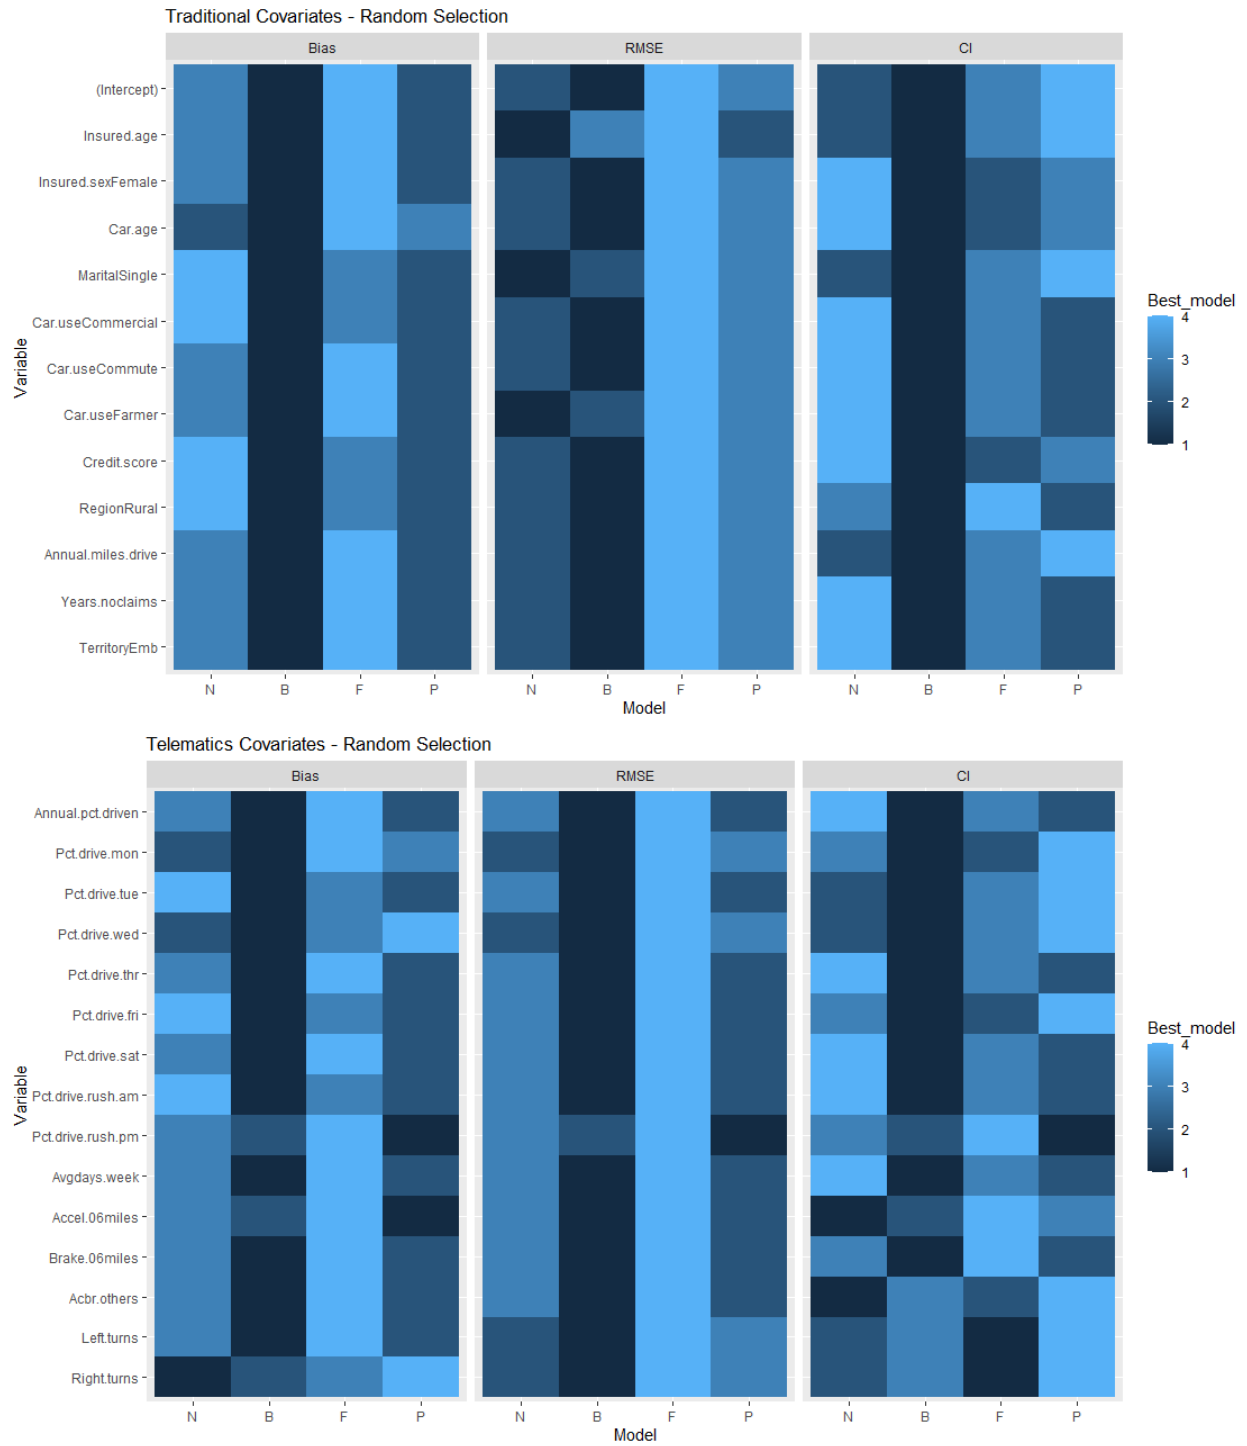 Traditional Covariates - Random Selection
Bias RMSE CI
(Intercept)
Insured.age
Insured.sexFemale
Car.age
MaritalSingle
Car.useCommercial
Car.useCommute
Car.useFarmer
Credit.score
RegionRural
Annual.miles.drive
Years.noclaims
TerritoryEmb
Variable
N B F P N B F P N B F P
Model
Best_model
4
3
2
1
Telematics Covariates - Random Selection
Bias RMSE CI
Annual.pct.driven
Pct.drive.mon
Pct.drive.tue
Pct.drive.wed
Pct.drive.thr
Pct.drive.fri
Pct.drive.sat
Pct.drive.rush.am
Pct.drive.rush.pm
Avgdays.week
Accel.06miles
Brake.06miles
Acbr.others
Left.turns
Right.turns
Variable
N B F P N B F P N B F P
Model
Best_model
4
3
2
1